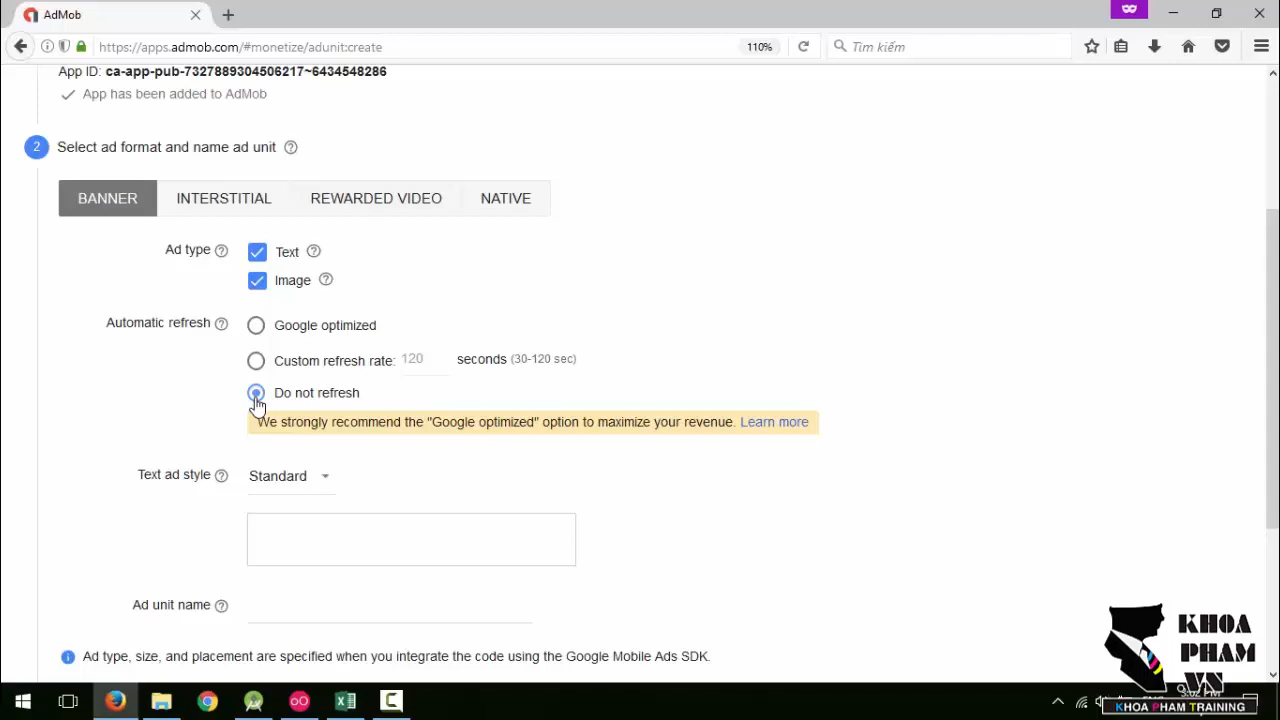 AdMob
https://apps.admob.com/#monetize/adunit:create
110%
Tìm kiếm
App ID: ca-app-pub-7327889304506217~6434548286
App has been added to AdMob
2 Select ad format and name ad unit
BANNER INTERSTITIAL REWARDED VIDEO NATIVE
Ad type Text
Image
Automatic refresh Google optimized
Custom refresh rate: 120 seconds (30-120 sec)
Do not refresh
We strongly recommend the "Google optimized" option to maximize your revenue. Learn more
Text ad style Standard
Ad unit name
Ad type, size, and placement are specified when you integrate the code using the Google Mobile Ads SDK.
KHOA
PHAM
.VN
KHOA PHAM TRAINING